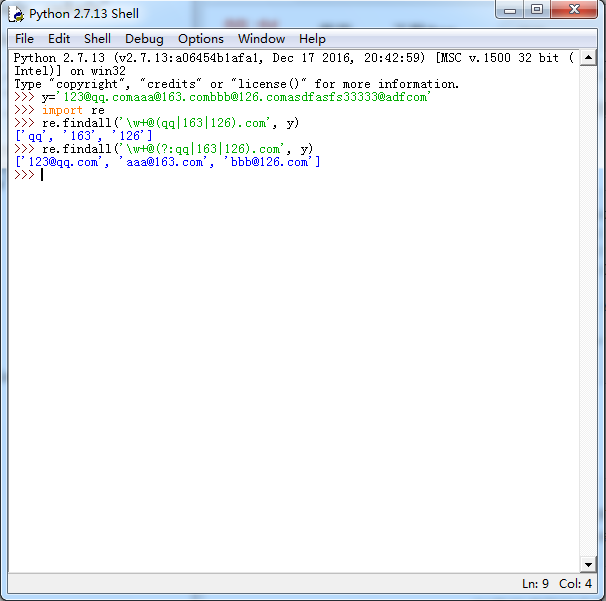 Python 2.7.13 Shell
File Edit Shell Debug Options Window Help
Python 2.7.13 (v2.7.13:a06454b1afa1, Dec 17 2016, 20:42:59) [MSC v.1500 32 bit (
Intel)] on win32
Type "copyright", "credits" or "license()" for more information.
>>> y='123@qq.comaaa@163.combbb@126.comasdfasfs33333@adfcom'
>>> import re
>>> re.findall('\w+@(qq|163|126).com', y)
['qq', '163', '126']
>>> re.findall('\w+@(?:qq|163|126).com', y)
['123@qq.com', 'aaa@163.com', 'bbb@126.com']
>>>
Ln: 9 Col: 4